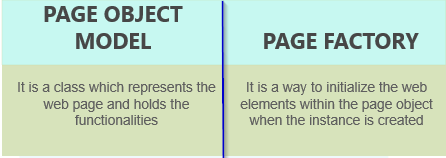 PAGE OBJECT
MODEL
PAGE FACTORY
It is a class which represents the
web page and holds the
functionalities
It is a way to initialize the web
elements within the page object
when the instance is created